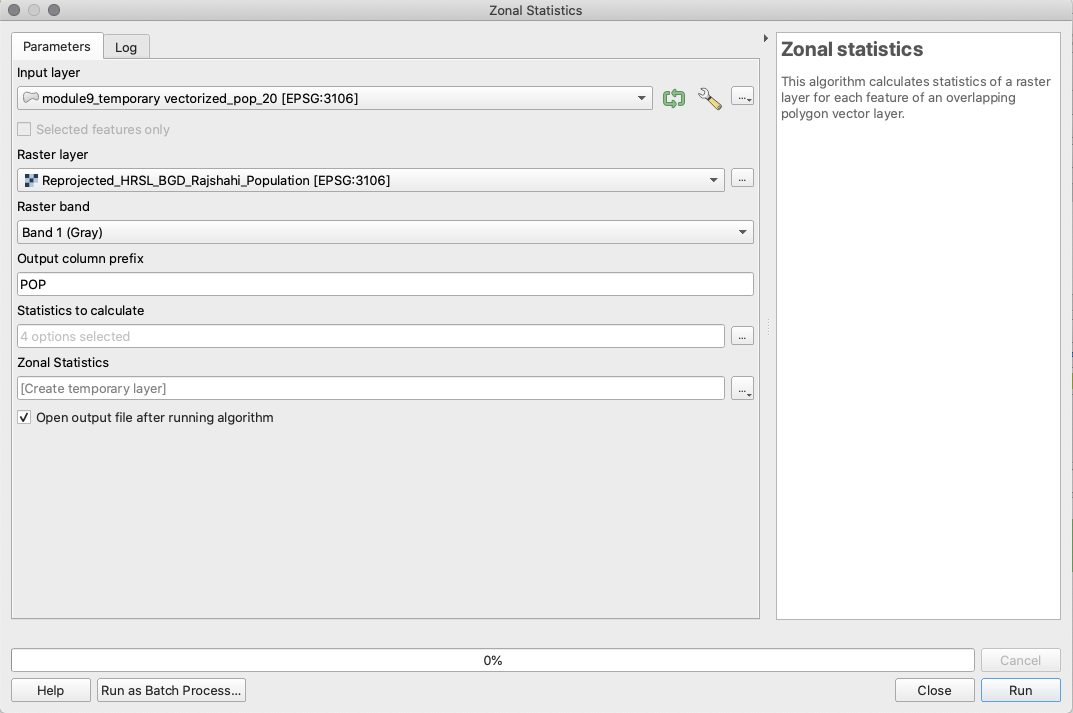 Zonal Statistics
Parameters
Log
Input layer
module9_temporary vectorized_pop_20 [EPSG:3106]
...
Selected features only
Raster layer
Reprojected_HRSL_BGD_Rajshahi_Population [EPSG:3106]
...
Raster band
Band 1 (Gray)
Output column prefix
POP
Statistics to calculate
4 options selected
...
Zonal Statistics
[Create temporary layer]
...
Open output file after running algorithm
Zonal statistics
This algorithm calculates statistics of a raster
layer for each feature of an overlapping
polygon vector layer.
0%
Cancel
Help
Run as Batch Process...
Close
Run